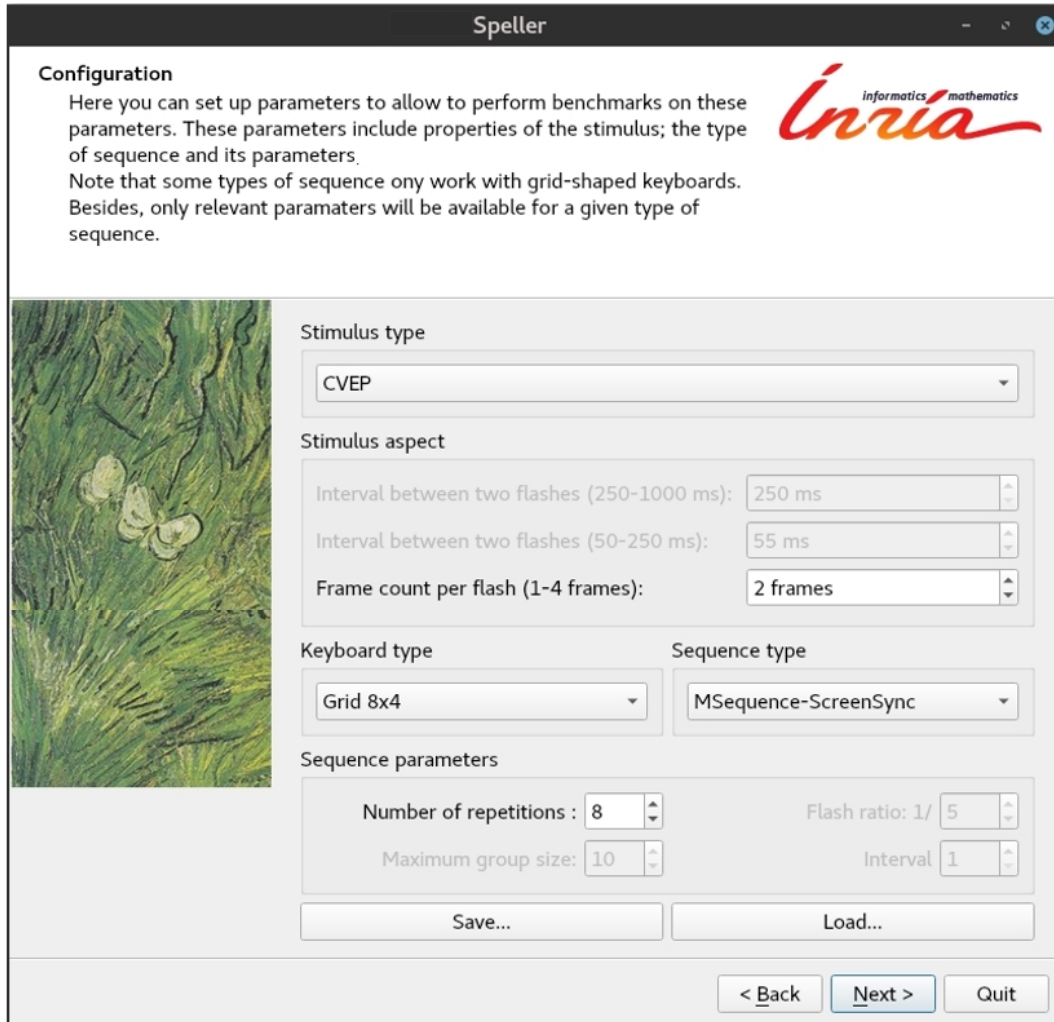 Speller
Configuration
Here you can set up parameters to allow to perform benchmarks on these
parameters. These parameters include properties of the stimulus; the type
of sequence and its parameters.
Note that some types of sequence ony work with grid-shaped keyboards.
Besides, only relevant paramaters will be available for a given type of
sequence.
informatics mathematics
Inria
Stimulus type
CVEP
Stimulus aspect
Interval between two flashes (250-1000 ms): 250 ms
Interval between two flashes (50-250 ms): 55 ms
Frame count per flash (1-4 frames): 2 frames
Keyboard type Sequence type
Grid 8x4 MSequence-ScreenSync
Sequence parameters
Number of repetitions : 8 Flash ratio: 1/ 5
Maximum group size: 10 Interval 1
Save... Load...
< Back Next > Quit